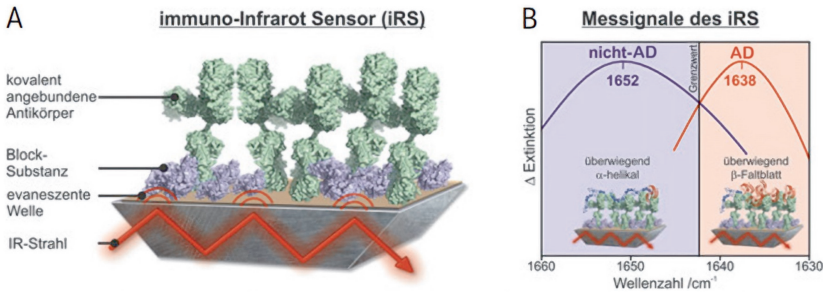 A
immuno-Infrarot Sensor (iRS)
kovalent
angebundene
Antikörper
Block-
Substanz
evaneszente
Welle
IR-Strahl
B
Messignale des iRS
nicht-AD
AD
1652
1638
Grenzwert
Δ Extinktion
überwiegend
α-helikal
überwiegend
β-Faltblatt
1660
1650
1640
1630
Wellenzahl /cm⁻¹